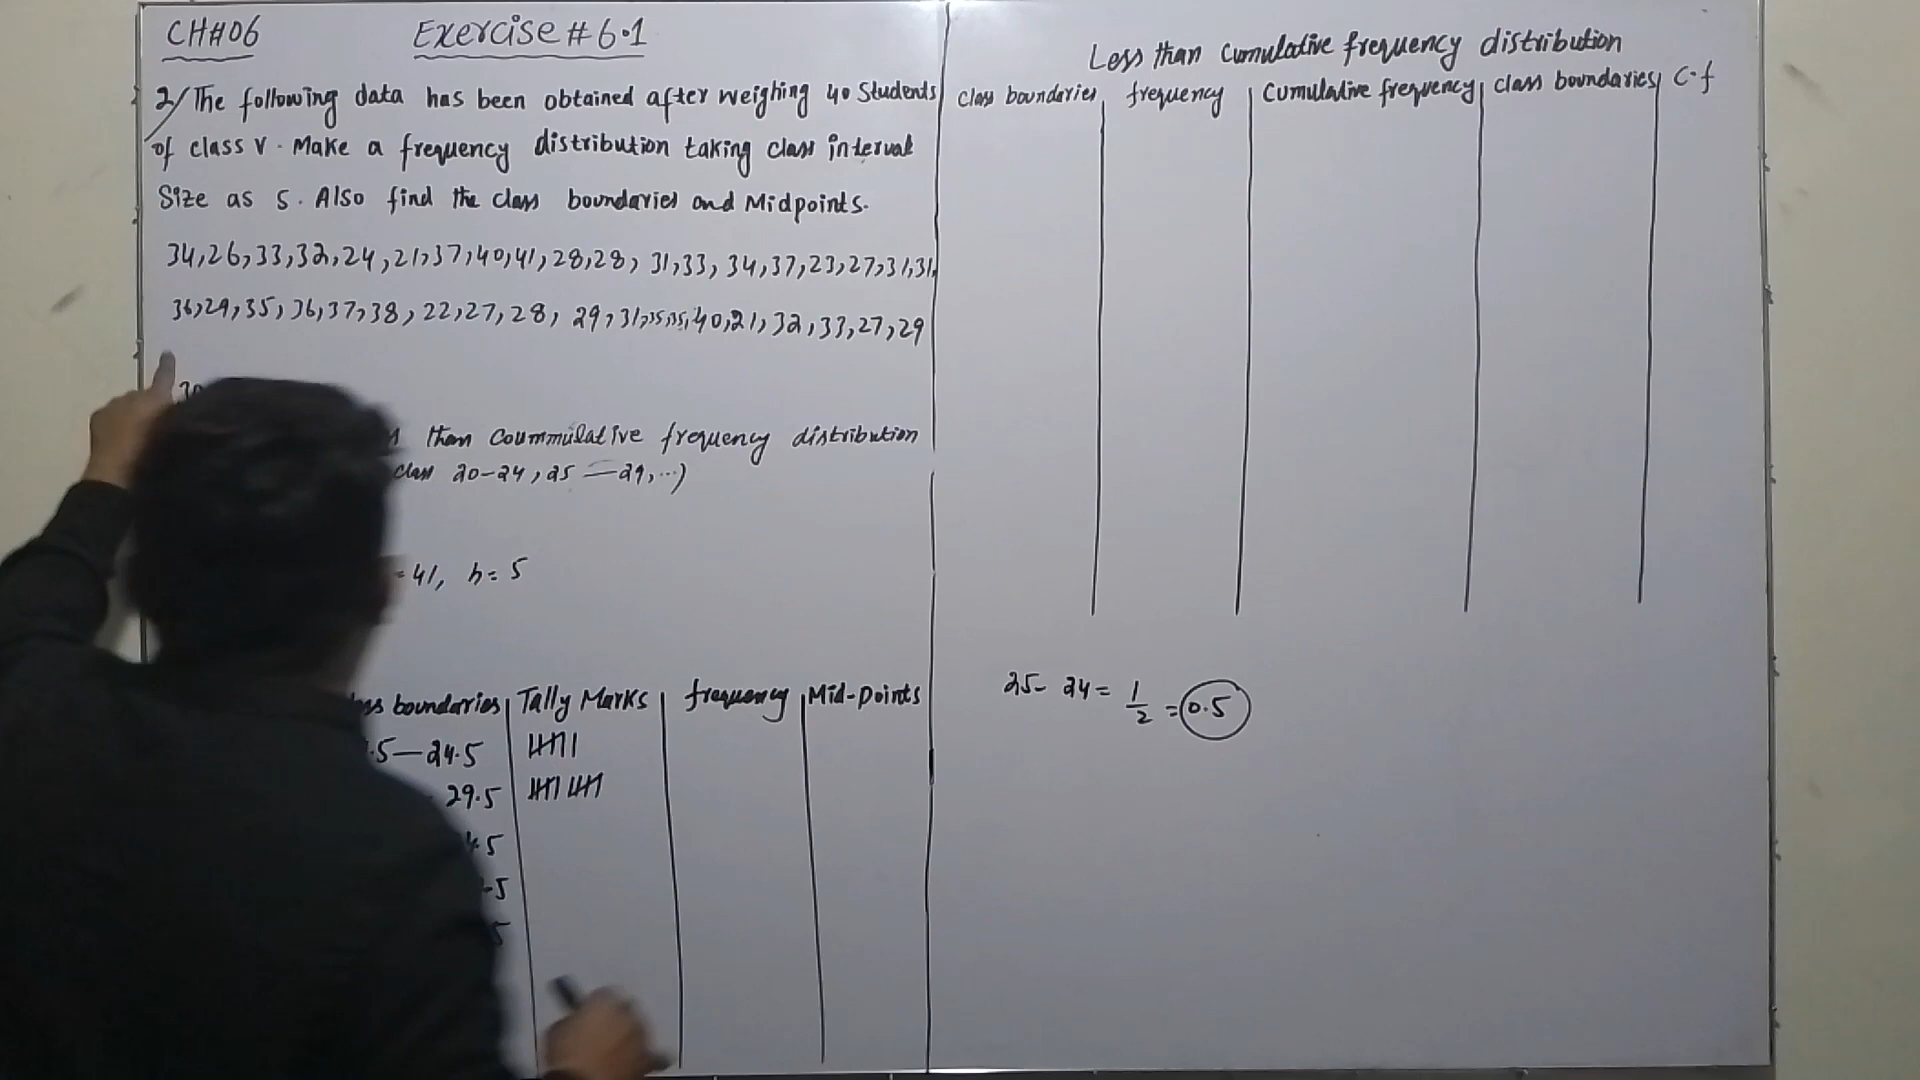 CH#06 Exercise # 6.1
2/ The following data has been obtained after weighing 40 Students
of class V. Make a frequency distribution taking class interval
Size as 5. Also find the class boundaries and Midpoints.
34,26,33,32,24,21,37,40,41,28,28, 31,33, 34,37,23,27,31,31,
36,29,35, 36,37,38, 22,27,28, 29,31,35,35,40,21,32,33,27,29
than Coummulative frequency distribution
class 20-24, 25 —29,...)
= 41, h = 5
boundaries Tally Marks frequency Mid-Points
.5—24.5 𝍸|
29.5 𝍸 𝍸
.5
.5
5
Less than Cumulative frequency distribution
class boundaries frequency Cumulative frequency class boundaries C.f
25- 24 = 1/2 = 0.5